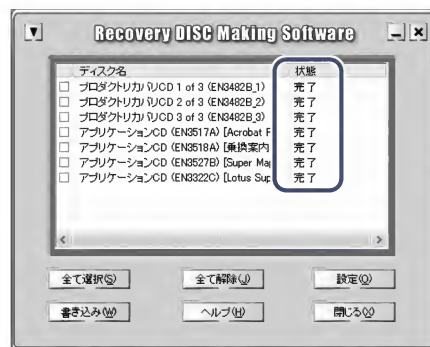 Recovery DISC Making Software
ディスク名 状態
プロダクトリカバリCD 1 of 3 (EN3482B_1) 完了
プロダクトリカバリCD 2 of 3 (EN3482B_2) 完了
プロダクトリカバリCD 3 of 3 (EN3482B_3) 完了
アプリケーションCD (EN3517A) [Acrobat F 完了
アプリケーションCD (EN3518A) [乗換案内 完了
アプリケーションCD (EN3527B) [Super Ma 完了
アプリケーションCD (EN3322C) [Lotus Sup 完了
全て選択(S) 全て解除(J) 設定(O)
書き込み(W) ヘルプ(H) 閉じる(X)